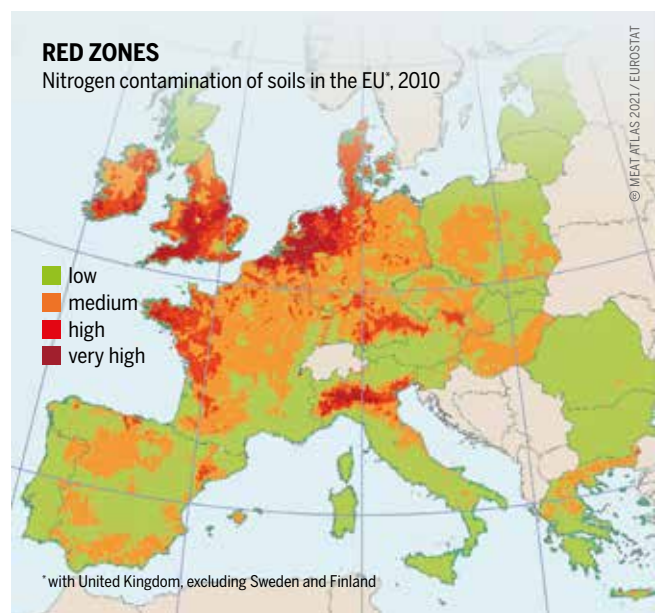 RED ZONES
Nitrogen contamination of soils in the EU*, 2010
© MEAT ATLAS 2021 / EUROSTAT
low
medium
high
very high
*with United Kingdom, excluding Sweden and Finland